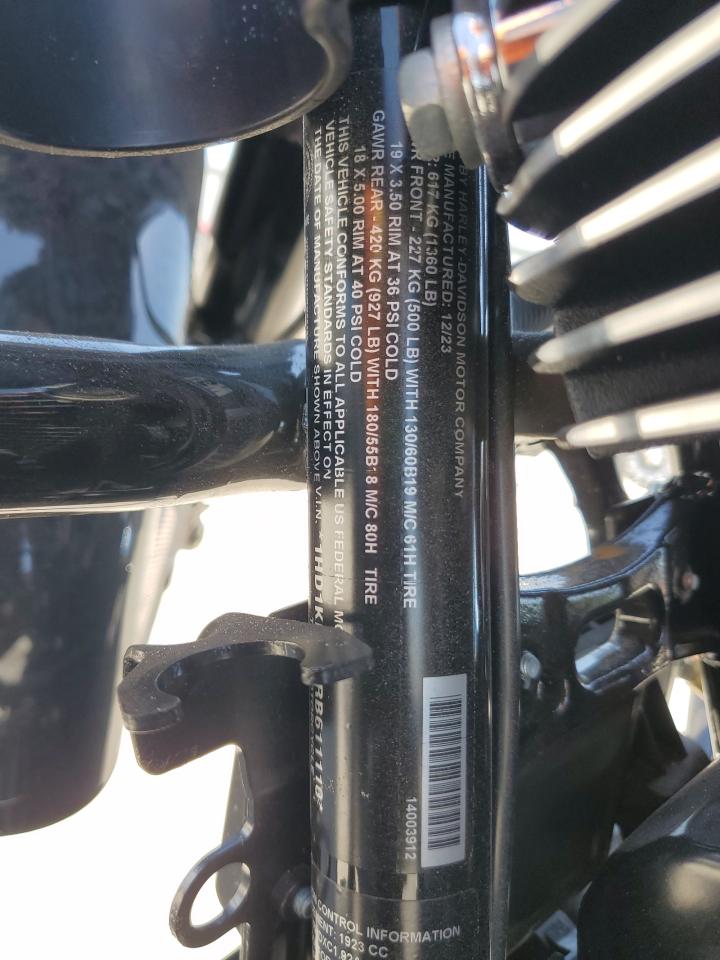 BY HARLEY-DAVIDSON MOTOR COMPANY
MANUFACTURED: 12/23
617 KG (1360 LB)
FRONT - 227 KG (500 LB) WITH 130/60B19 M/C 61H TIRE
19 X 3.50 RIM AT 36 PSI COLD
GAWR REAR - 420 KG (927 LB) WITH 180/55B18 M/C 80H TIRE
18 X 5.00 RIM AT 40 PSI COLD
THIS VEHICLE CONFORMS TO ALL APPLICABLE US FEDERAL
VEHICLE SAFETY STANDARDS IN EFFECT ON
THE DATE OF MANUFACTURE SHOWN ABOVE V.I.N. *1HD1K
14003912
CONTROL INFORMATION
1923 CC